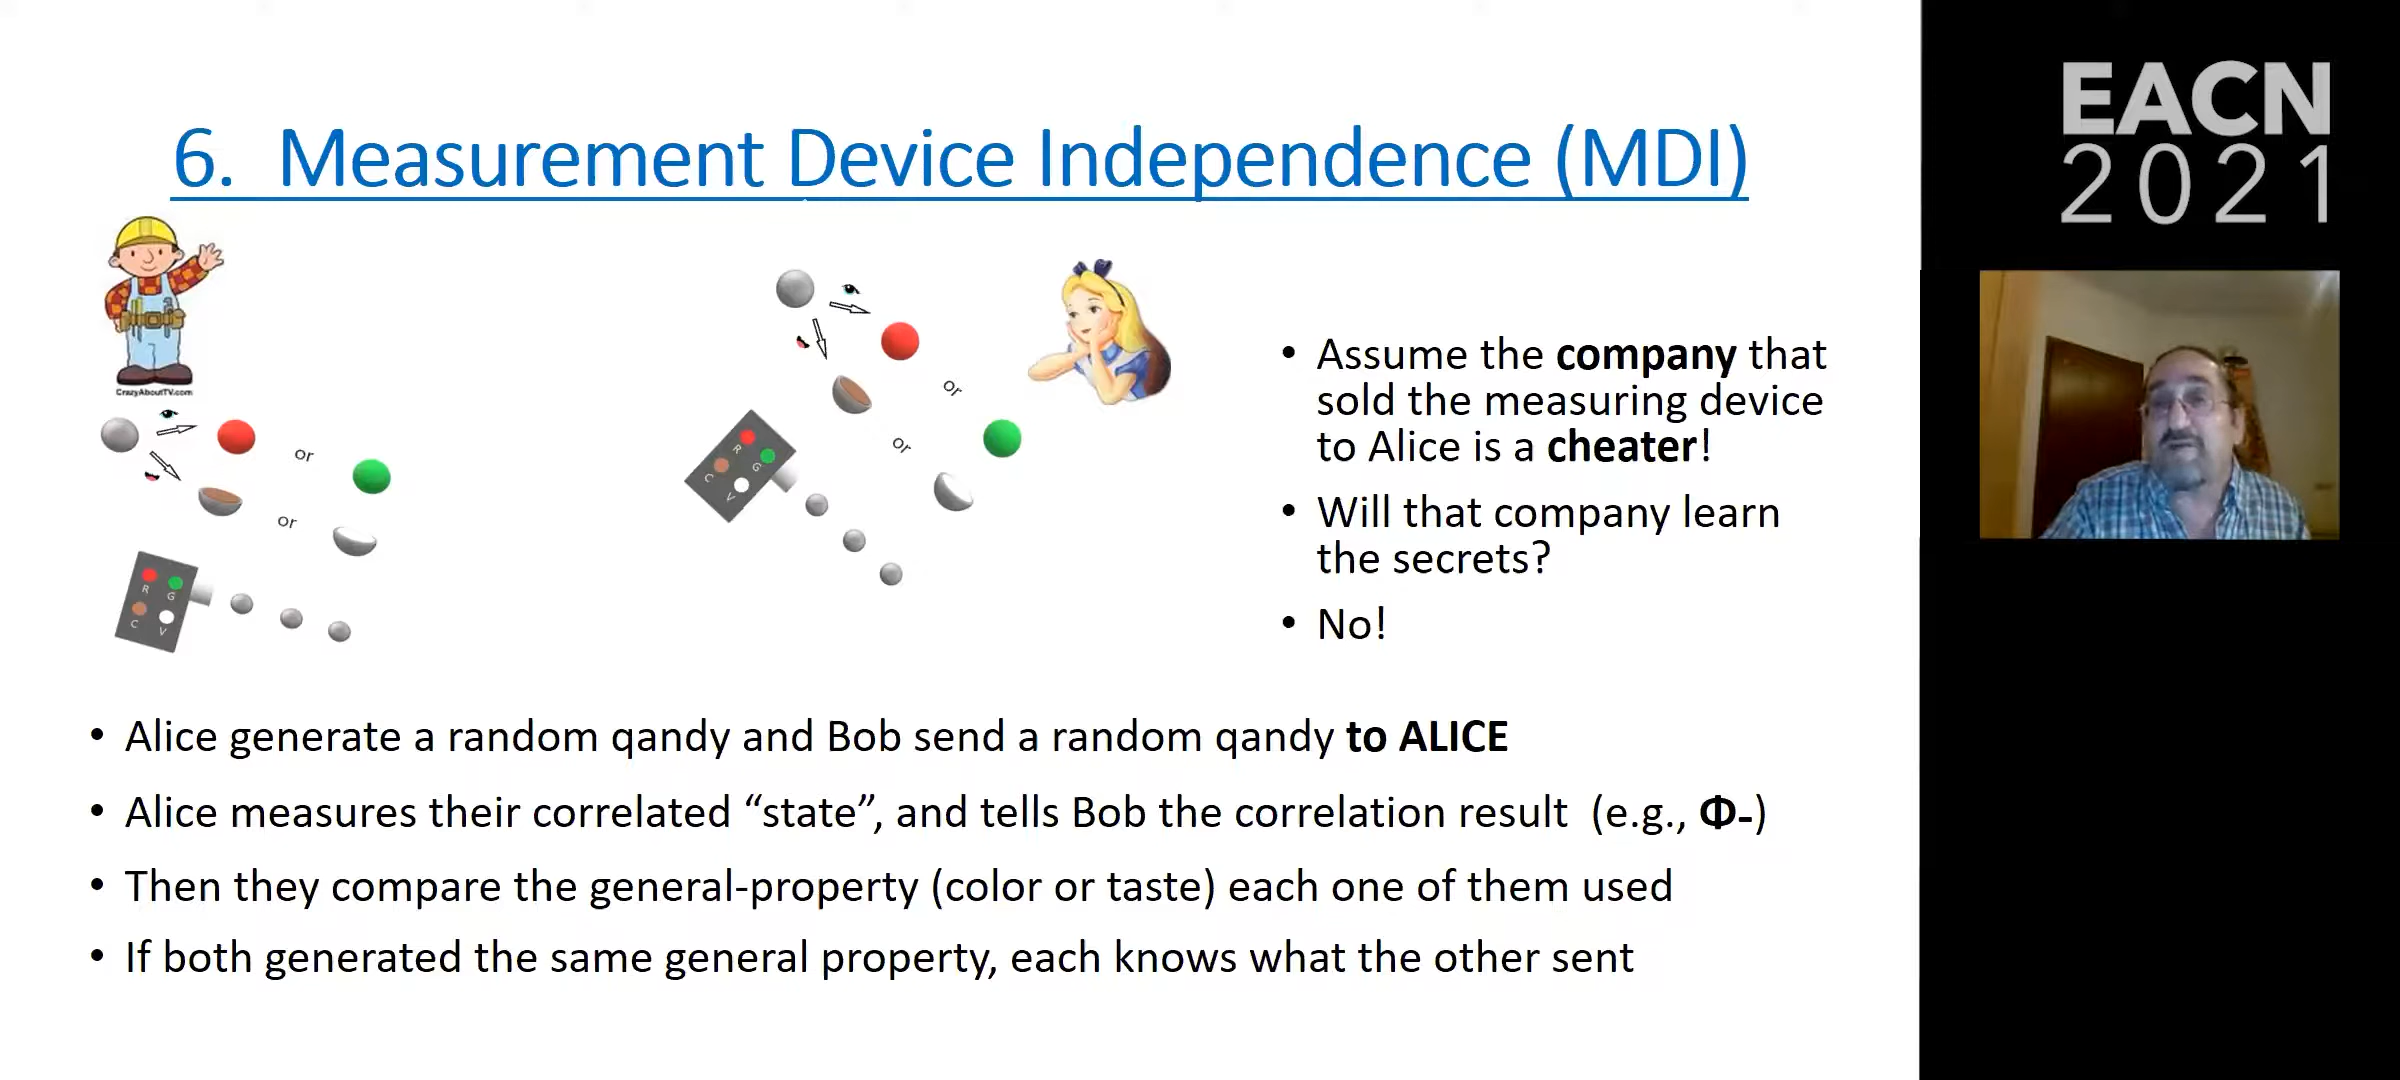 6. Measurement Device Independence (MDI)
EACN
2021
CrazyAboutTV.com
or
or
R
G
C
V
or
or
R
G
C
V
• Assume the company that
sold the measuring device
to Alice is a cheater!
• Will that company learn
the secrets?
• No!
• Alice generate a random qandy and Bob send a random qandy to ALICE
• Alice measures their correlated “state”, and tells Bob the correlation result (e.g., Φ-)
• Then they compare the general-property (color or taste) each one of them used
• If both generated the same general property, each knows what the other sent